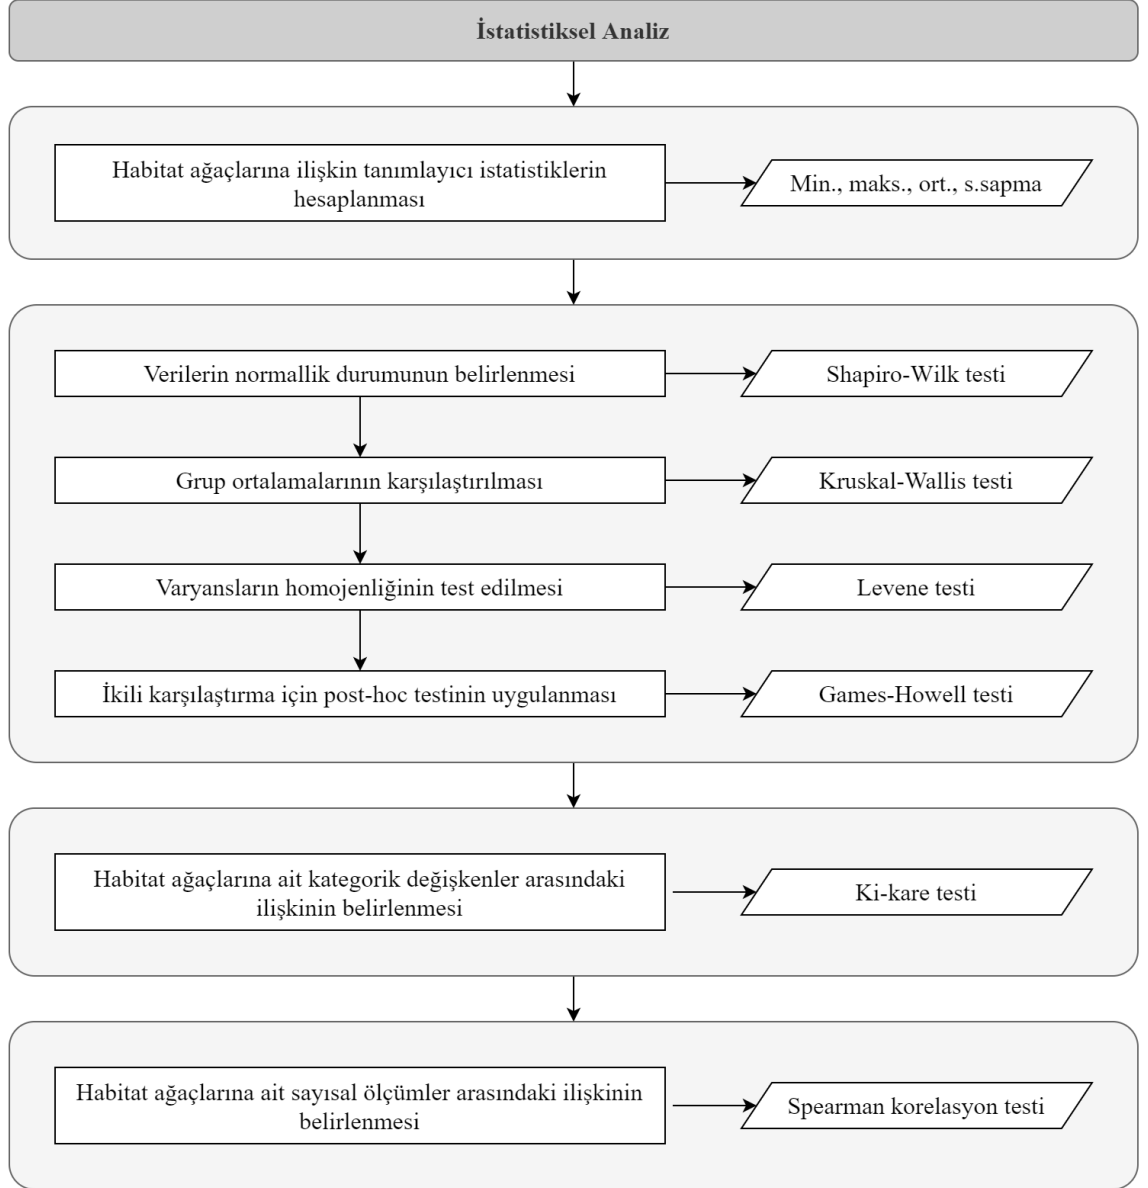 İstatistiksel Analiz
Habitat ağaçlarına ilişkin tanımlayıcı istatistiklerin
hesaplanması
Min., maks., ort., s.sapma
Verilerin normallik durumunun belirlenmesi
Shapiro-Wilk testi
Grup ortalamalarının karşılaştırılması
Kruskal-Wallis testi
Varyansların homojenliğinin test edilmesi
Levene testi
İkili karşılaştırma için post-hoc testinin uygulanması
Games-Howell testi
Habitat ağaçlarına ait kategorik değişkenler arasındaki
ilişkinin belirlenmesi
Ki-kare testi
Habitat ağaçlarına ait sayısal ölçümler arasındaki ilişkinin
belirlenmesi
Spearman korelasyon testi